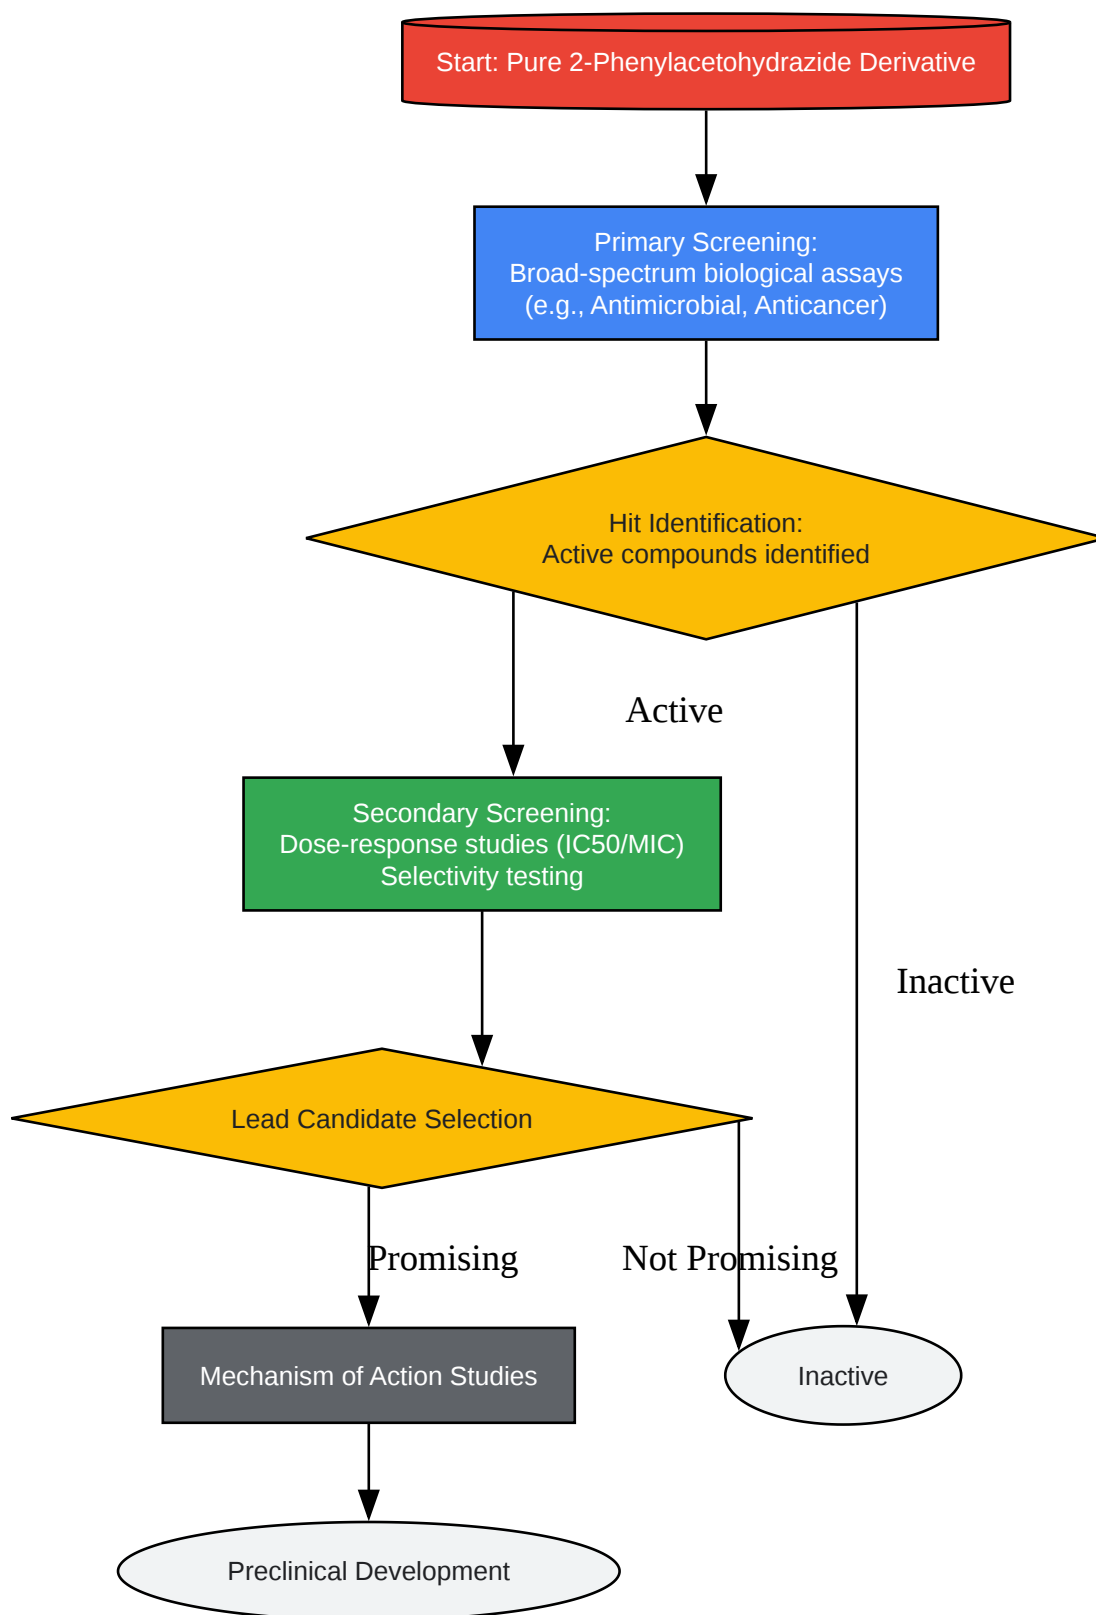 Start: Pure 2-Phenylacetohydrazide Derivative
Primary Screening:
Broad-spectrum biological assays
(e.g., Antimicrobial, Anticancer)
Hit Identification:
Active compounds identified
Active
Secondary Screening:
Dose-response studies (IC50/MIC)
Selectivity testing
Inactive
Lead Candidate Selection
Promising
Not Promising
Mechanism of Action Studies
Inactive
Preclinical Development